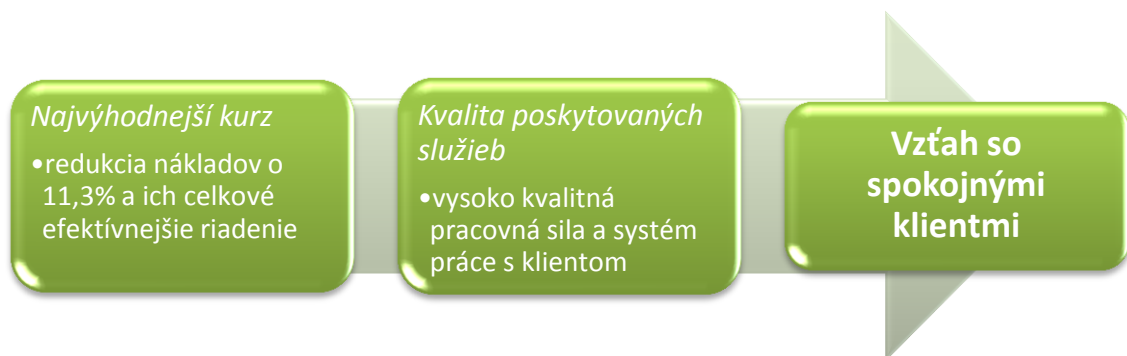 Najvýhodnejší kurz
•redukcia nákladov o
11,3% a ich celkové
efektívnejšie riadenie
Kvalita poskytovaných
služieb
•vysoko kvalitná
pracovná sila a systém
práce s klientom
Vzťah so
spokojnými
klientmi